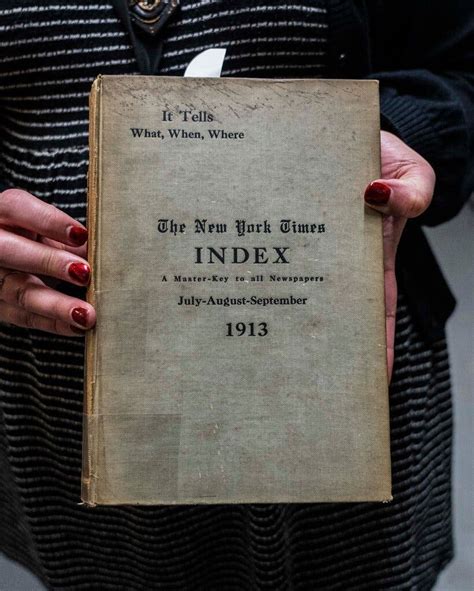 It Tells
What, When, Where
The New York Times
INDEX
A Master-Key to all Newspapers
July-August-September
1913